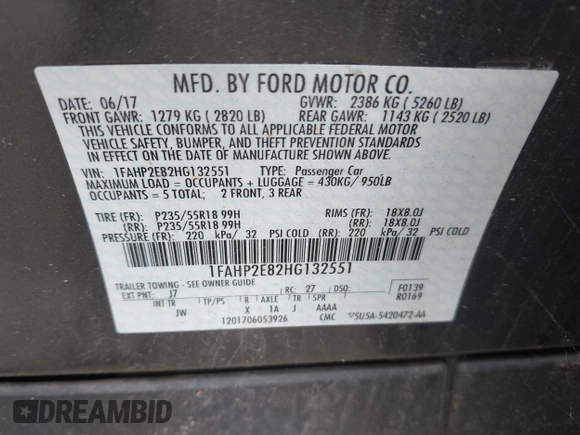 MFD. BY FORD MOTOR CO.
DATE: 06/17 GVWR: 2386 KG ( 5260 LB)
FRONT GAWR: 1279 KG ( 2820 LB) REAR GAWR: 1143 KG ( 2520 LB)
THIS VEHICLE CONFORMS TO ALL APPLICABLE FEDERAL MOTOR
VEHICLE SAFETY, BUMPER, AND THEFT PREVENTION STANDARDS
IN EFFECT ON THE DATE OF MANUFACTURE SHOWN ABOVE.
VIN: 1FAHP2E82HG132551 TYPE: Passenger Car
MAXIMUM LOAD = OCCUPANTS + LUGGAGE = 430KG/ 950LB
OCCUPANTS = 5 TOTAL; 2 FRONT, 3 REAR
TIRE (FR): P235/55R18 99H RIMS (FR): 18X8.0J
(RR): P235/55R18 99H (RR): 18X8.0J
PRESSURE (FR): 220 kPa/ 32 PSI COLD (RR): 220 kPa/ 32 PSI COLD
1FAHP2E82HG132551
TRAILER TOWING - SEE OWNER GUIDE
EXT PNT: J7 RC: 27 DSO: F0139
INT TR TP/PS R AXLE TR SPR R0169
JW X 1A J AAAA
1201706053926 CMC 5U5A-5420472-AA
DREAMBID